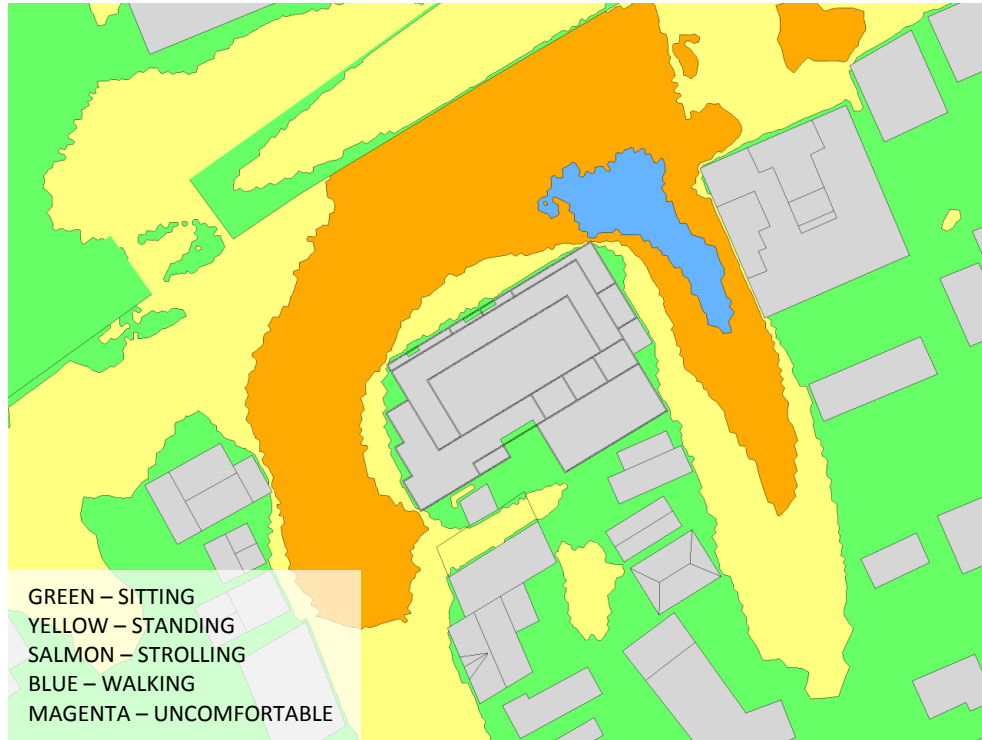 GREEN – SITTING
YELLOW – STANDING
SALMON – STROLLING
BLUE – WALKING
MAGENTA – UNCOMFORTABLE